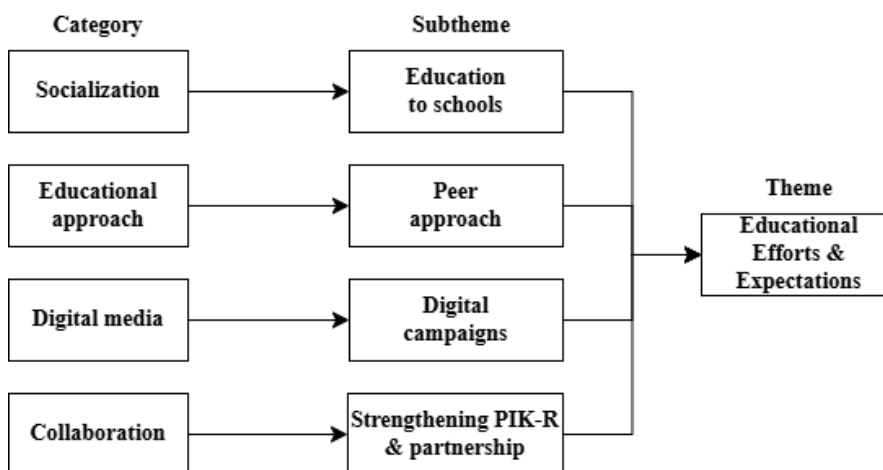 Category
Subtheme
Socialization
Education
to schools
Educational
approach
Peer
approach
Theme
Educational
Efforts &
Expectations
Digital media
Digital
campaigns
Collaboration
Strengthening PIK-R
& partnership